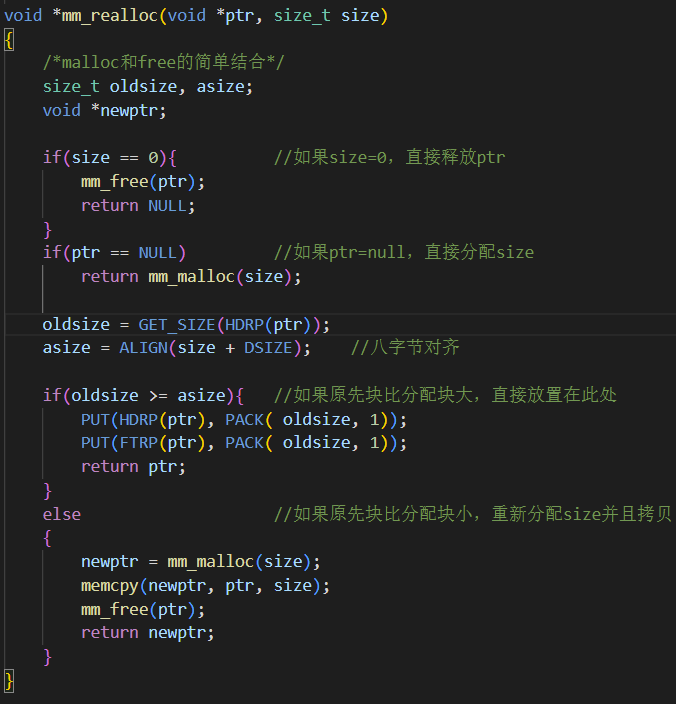 void *mm_realloc(void *ptr, size_t size)
{
    /*malloc和free的简单结合*/
    size_t oldsize, asize;
    void *newptr;

    if(size == 0){          //如果size=0，直接释放ptr
        mm_free(ptr);
        return NULL;
    }
    if(ptr == NULL)         //如果ptr=null，直接分配size
        return mm_malloc(size);

    oldsize = GET_SIZE(HDRP(ptr));
    asize = ALIGN(size + DSIZE);    //八字节对齐

    if(oldsize >= asize){   //如果原先块比分配块大，直接放置在此处
        PUT(HDRP(ptr), PACK( oldsize, 1));
        PUT(FTRP(ptr), PACK( oldsize, 1));
        return ptr;
    }
    else                    //如果原先块比分配块小，重新分配size并且拷贝
    {
        newptr = mm_malloc(size);
        memcpy(newptr, ptr, size);
        mm_free(ptr);
        return newptr;
    }
}